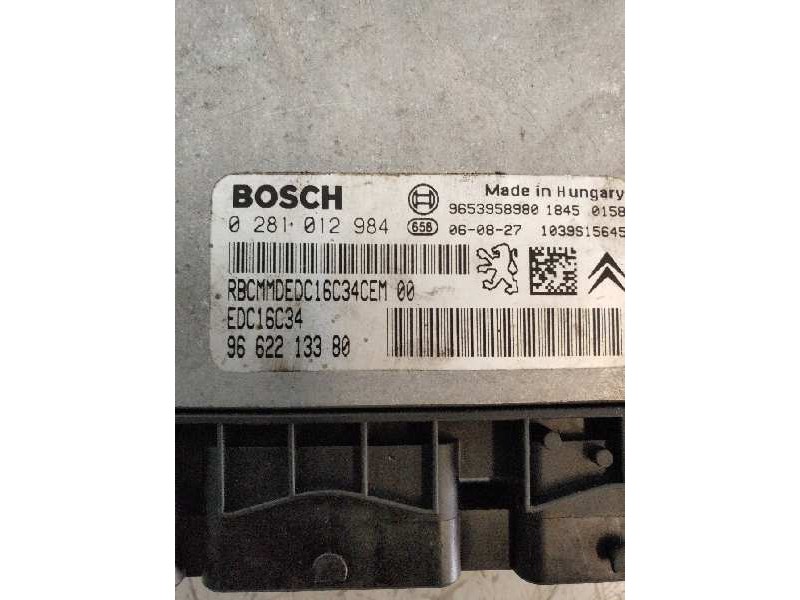 BOSCH
Made in Hungary
9653958980 1845 0158
0 281 012 984
658
06-08-27 1039S15645
RBCMMDEDC16C34CEM 00
EDC16C34
96 622 133 80